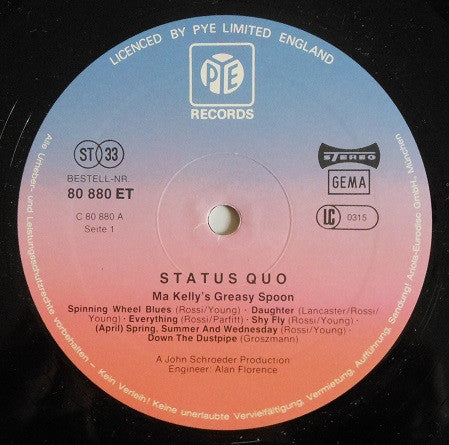 LICENCED BY PYE LIMITED ENGLAND
PYE
RECORDS
ST 33
STEREO
BESTELL-NR.
80 880 ET
GEMA
C 80 880 A
Seite 1
LC 0315
STATUS QUO
Ma Kelly's Greasy Spoon
Spinning Wheel Blues (Rossi/Young) · Daughter (Lancaster/Rossi/
Young) · Everything (Rossi/Parfitt) · Shy Fly (Rossi/Young) ·
(April) Spring, Summer And Wednesday (Rossi/Young) ·
Down The Dustpipe (Groszmann)
A John Schroeder Production
Engineer: Alan Florence
Alle Urheber- und Leistungsschutzrechte vorbehalten – Kein Verleih! Keine unerlaubte Vervielfältigung, Vermietung, Aufführung, Sendung! Ariola-Eurodisc GmbH, München